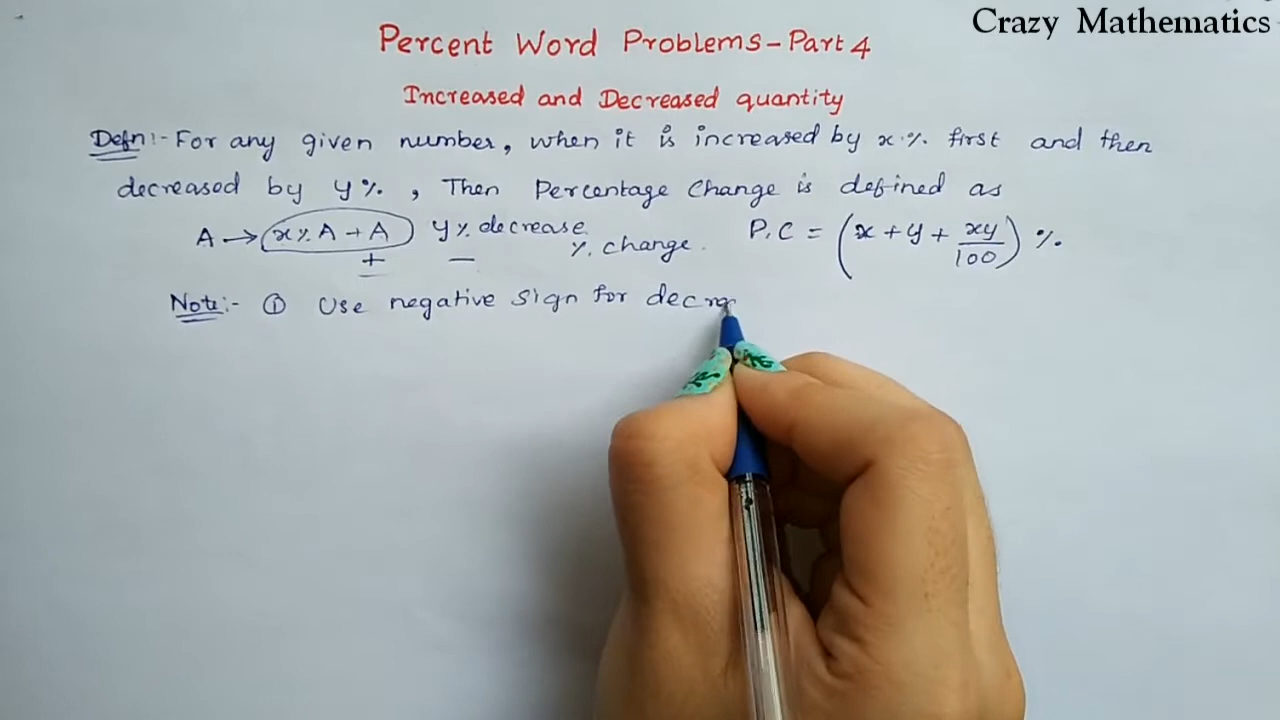 Crazy Mathematics
Percent Word Problems - Part 4
Increased and Decreased quantity
Defn:- For any given number, when it is increased by x% first and then
decreased by y%, Then Percentage Change is defined as
A → x% A + A y% decrease % change. P.C = (x + y + xy/100) %
+ –
Note:- ① Use negative sign for decre